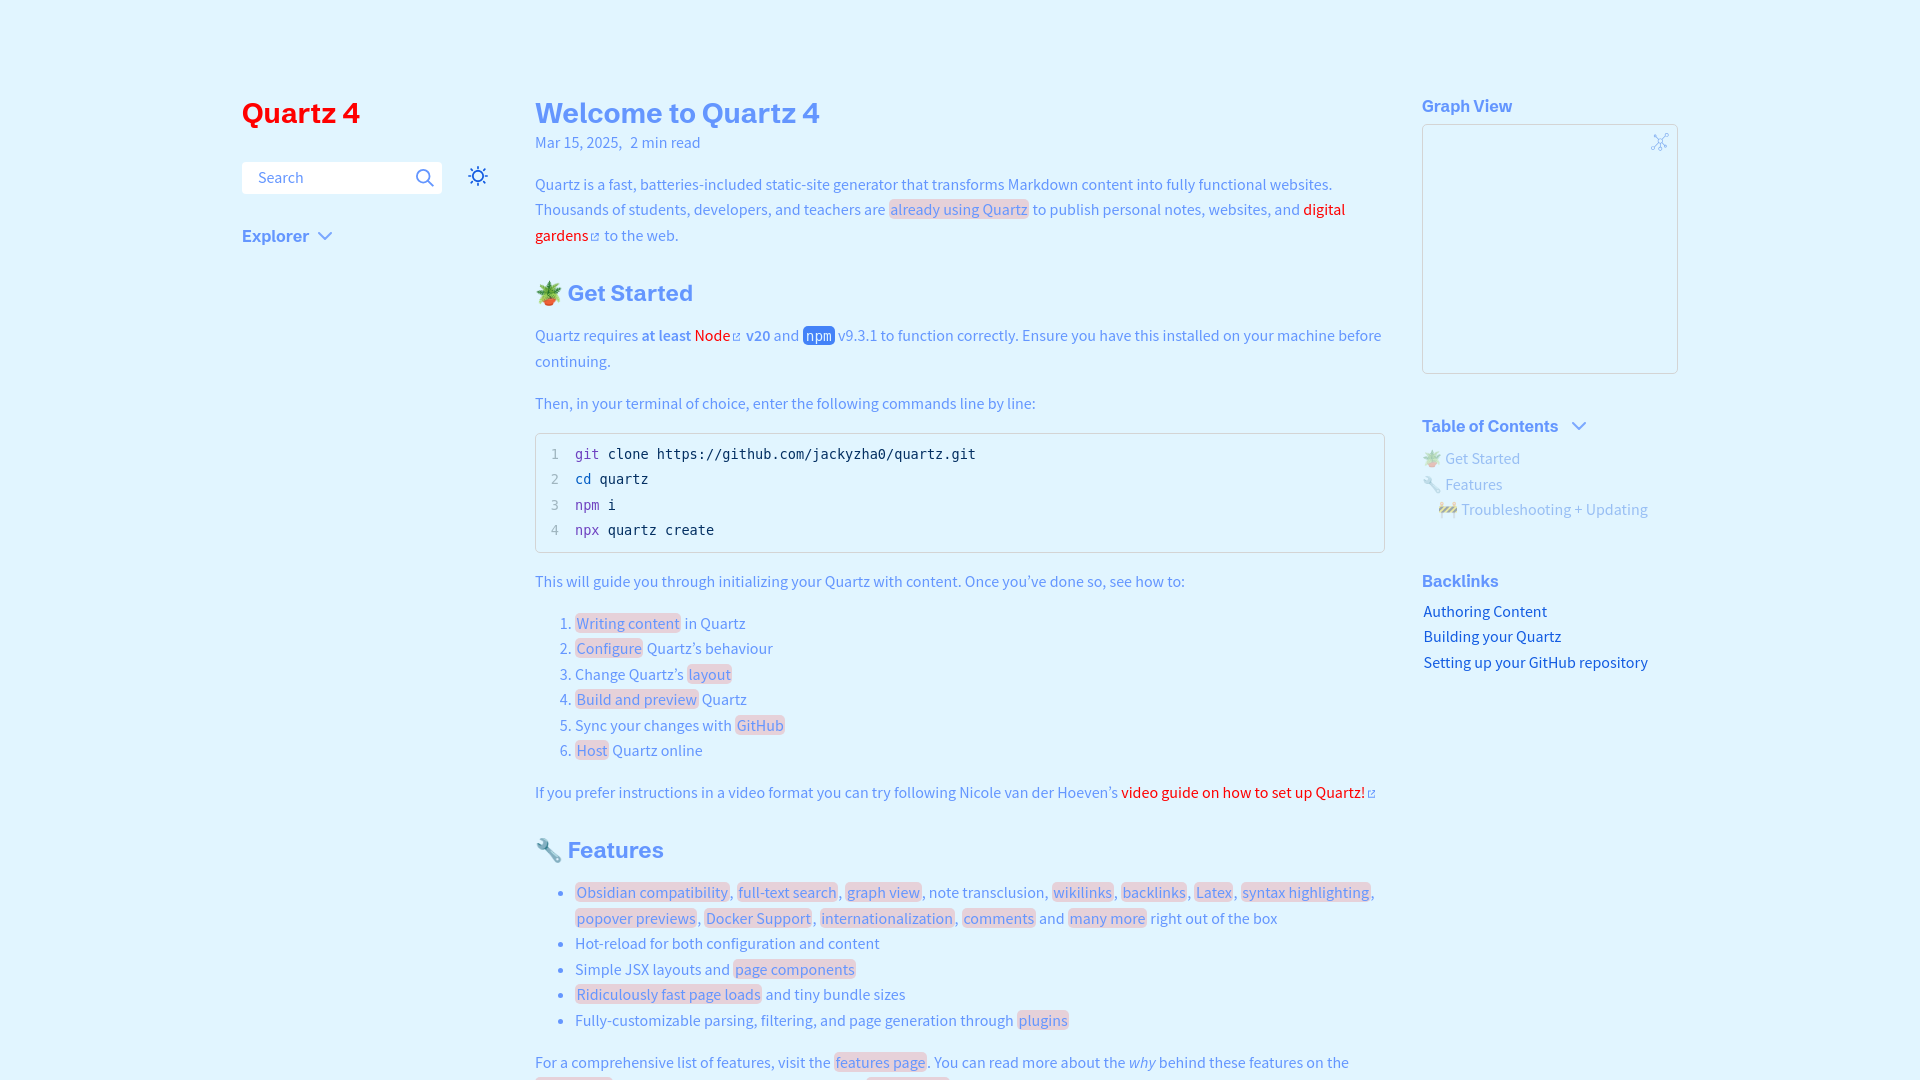 Quartz 4
Search
Explorer
Welcome to Quartz 4
Mar 15, 2025, 2 min read
Quartz is a fast, batteries-included static-site generator that transforms Markdown content into fully functional websites.
Thousands of students, developers, and teachers are already using Quartz to publish personal notes, websites, and digital
gardens to the web.
🪴 Get Started
Quartz requires at least Node v20 and npm v9.3.1 to function correctly. Ensure you have this installed on your machine before
continuing.
Then, in your terminal of choice, enter the following commands line by line:
1 git clone https://github.com/jackyzha0/quartz.git
2 cd quartz
3 npm i
4 npx quartz create
This will guide you through initializing your Quartz with content. Once you’ve done so, see how to:
1. Writing content in Quartz
2. Configure Quartz’s behaviour
3. Change Quartz’s layout
4. Build and preview Quartz
5. Sync your changes with GitHub
6. Host Quartz online
If you prefer instructions in a video format you can try following Nicole van der Hoeven’s video guide on how to set up Quartz!
🔧 Features
• Obsidian compatibility, full-text search, graph view, note transclusion, wikilinks, backlinks, Latex, syntax highlighting,
popover previews, Docker Support, internationalization, comments and many more right out of the box
• Hot-reload for both configuration and content
• Simple JSX layouts and page components
• Ridiculously fast page loads and tiny bundle sizes
• Fully-customizable parsing, filtering, and page generation through plugins
For a comprehensive list of features, visit the features page. You can read more about the why behind these features on the
Graph View
Table of Contents
🪴 Get Started
🔧 Features
🚧 Troubleshooting + Updating
Backlinks
Authoring Content
Building your Quartz
Setting up your GitHub repository